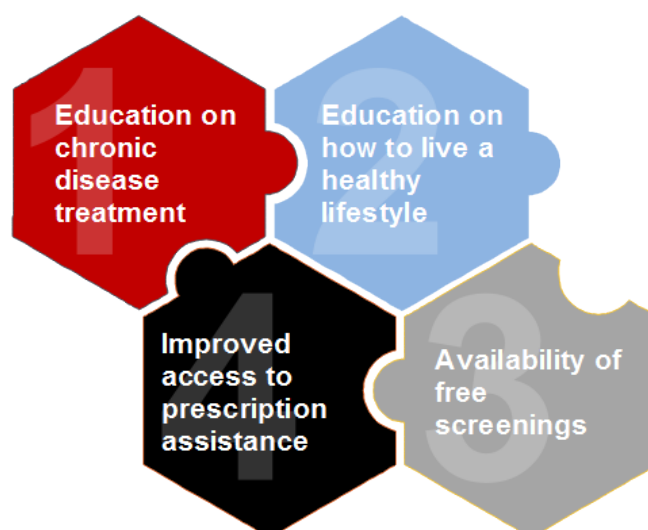 1
Education on
chronic
disease
treatment
2
Education on
how to live a
healthy
lifestyle
4
Improved
access to
prescription
assistance
3
Availability of
free
screenings